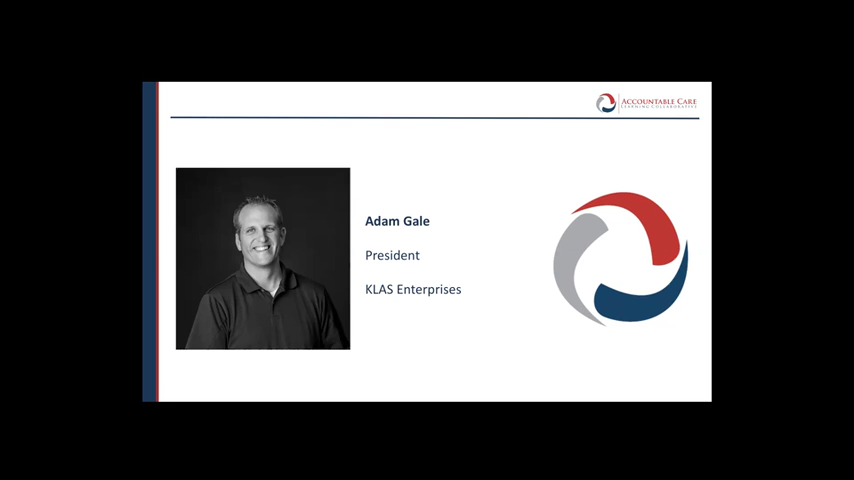 ACCOUNTABLE CARE
LEARNING COLLABORATIVE
Adam Gale
President
KLAS Enterprises